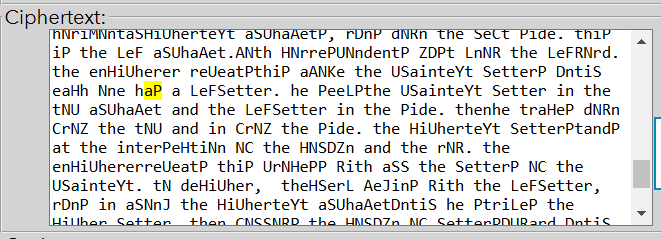 Ciphertext:
hNriMNntaSHiUherteYt aSUhaAetP, rDnP dNRn the SeCt Pide. thiP
iP the LeF aSUhaAet.ANth HNrrePUNndentP ZDPt LnNR the LeFRNrd.
the enHiUherer reUeatPthiP aANKe the USainteYt SetterP DntiS
eaHh Nne haP a LeFSetter. he PeeLPthe USainteYt Setter in the
tNU aSUhaAet and the LeFSetter in the Pide. thenhe traHeP dNRn
CrNZ the tNU and in CrNZ the Pide. the HiUherteYt SetterPtandP
at the interPeHtiNn NC the HNSDZn and the rNR. the
enHiUhererreUeatP thiP UrNHePP Rith aSS the SetterP NC the
USainteYt. tN deHiUher,  theHSerL AeJinP Rith the LeFSetter,
rDnP in aSNnJ the HiUherteYt aSUhaAetDntiS he PtriLeP the
HiUher Setter, then CNSSNRP the HNSDZn NC SetterPDURard DntiS